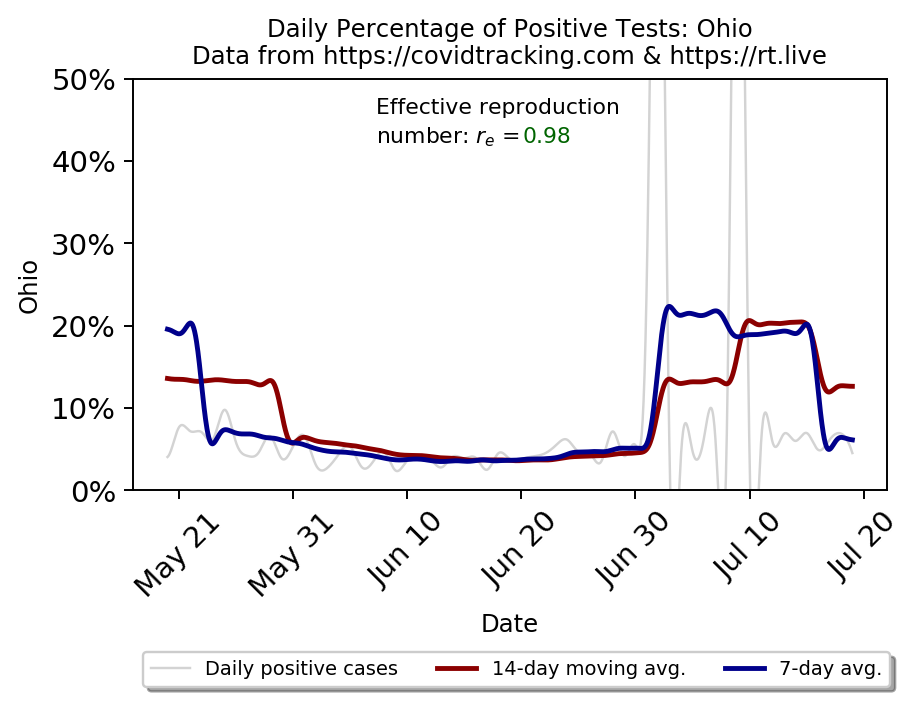 Daily Percentage of Positive Tests: Ohio
Data from https://covidtracking.com & https://rt.live
50%
40%
30%
20%
10%
0%
Ohio
Effective reproduction
number: rₑ =0.98
May 21
May 31
Jun 10
Jun 20
Jun 30
Jul 10
Jul 20
Date
Daily positive cases
14-day moving avg.
7-day avg.